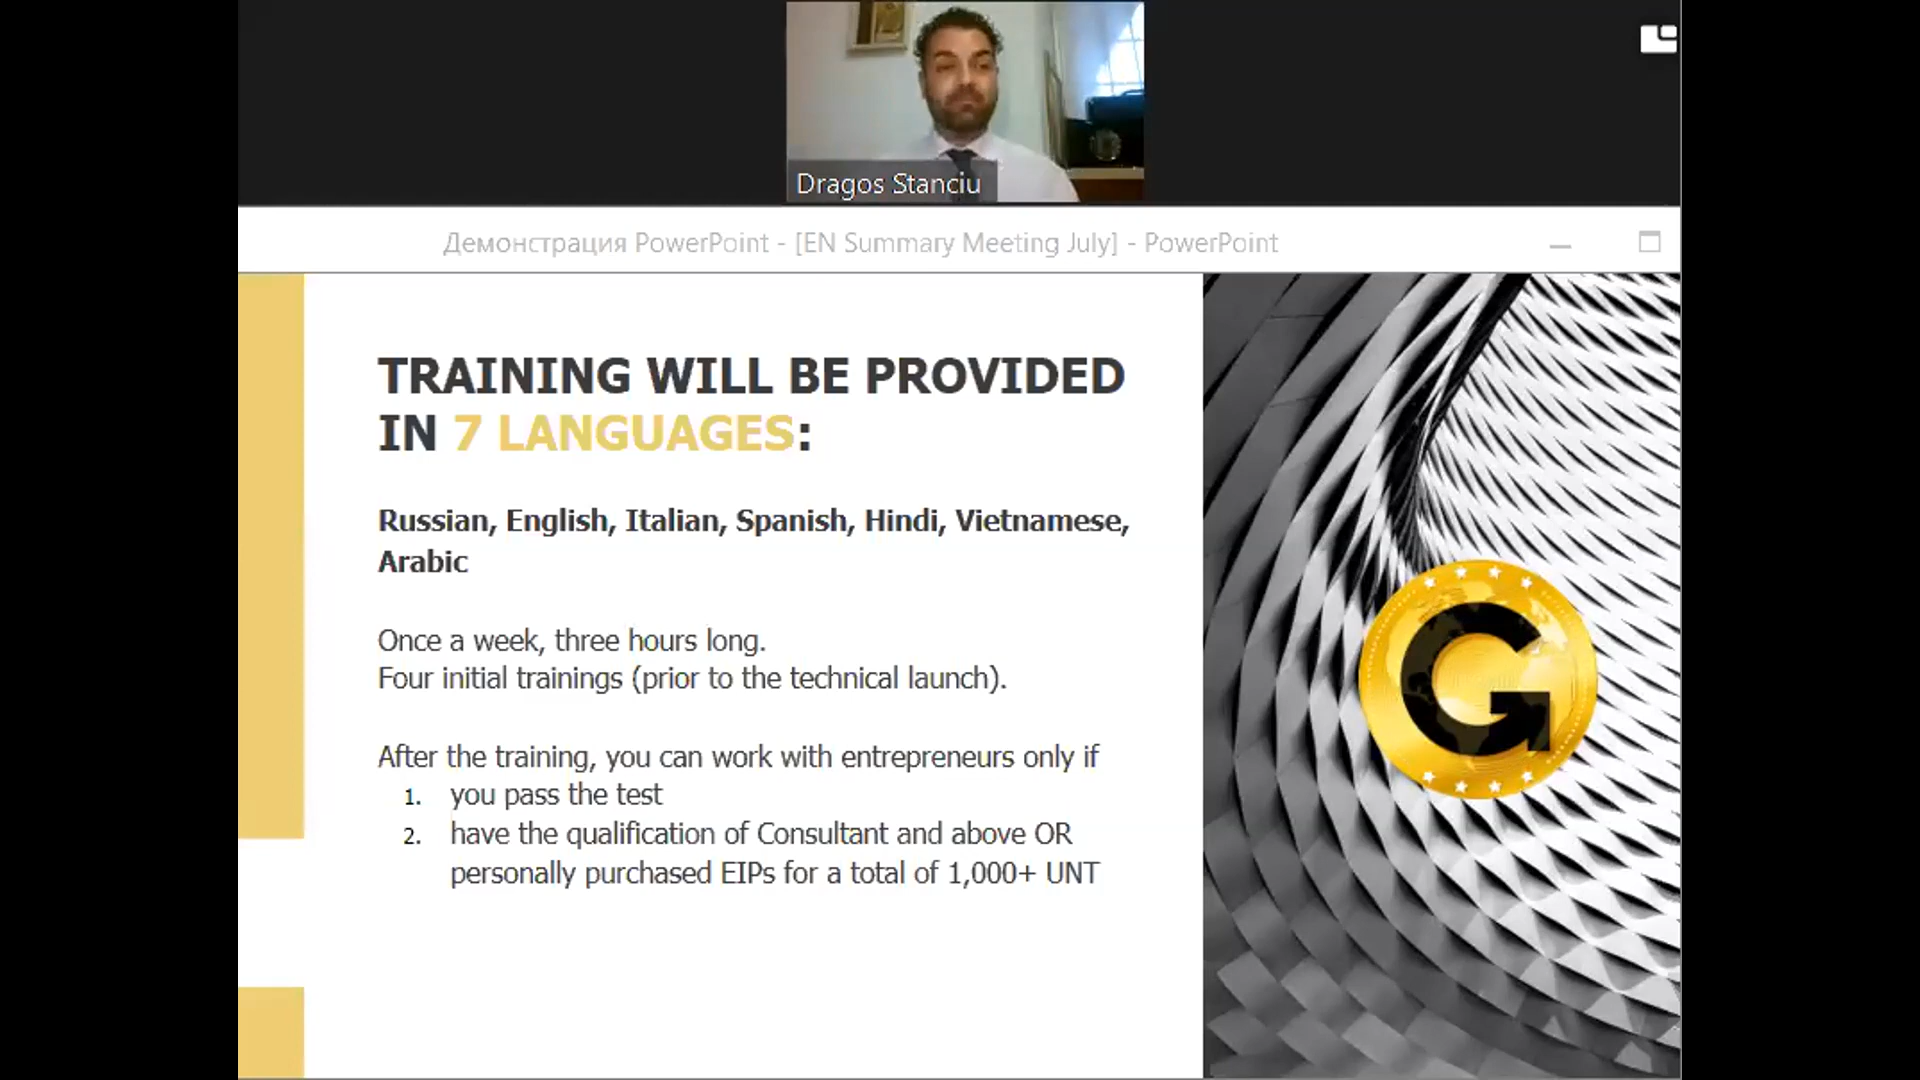 Dragos Stanciu
Демонстрация PowerPoint - [EN Summary Meeting July] - PowerPoint
TRAINING WILL BE PROVIDED
IN 7 LANGUAGES:
Russian, English, Italian, Spanish, Hindi, Vietnamese,
Arabic
Once a week, three hours long.
Four initial trainings (prior to the technical launch).
After the training, you can work with entrepreneurs only if
1. you pass the test
2. have the qualification of Consultant and above OR
personally purchased EIPs for a total of 1,000+ UNT
G